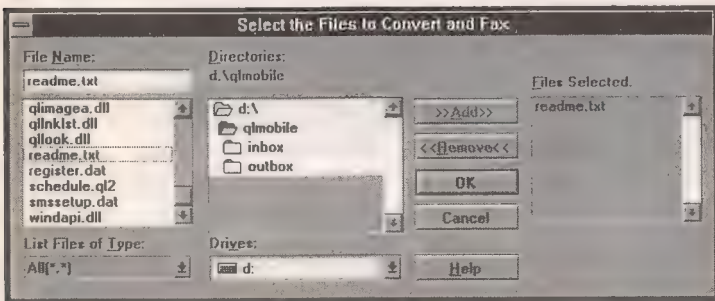 Select the Files to Convert and Fax
File Name:
readme.txt
qlimagea.dll
qllnklst.dll
qllook.dll
readme.txt
register.dat
schedule.ql2
smssetup.dat
windapi.dll
List Files of Type:
All(*.*)
Directories:
d:\qlmobile
d:\
qlmobile
inbox
outbox
Drives:
d:
>>Add>>
<<Remove<<
OK
Cancel
Help
Files Selected.
readme.txt